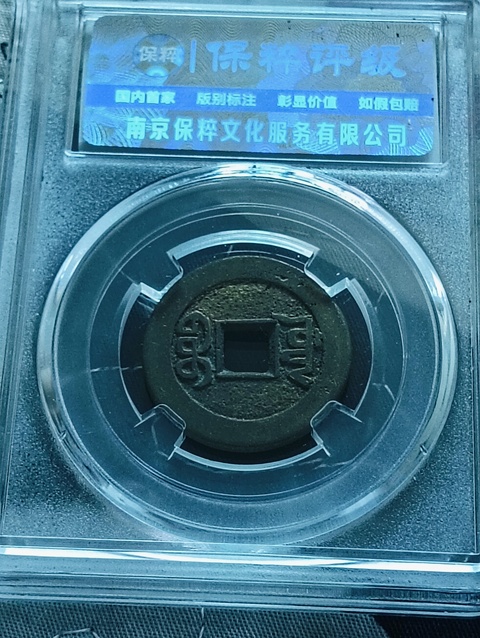 保粹 保粹评级
国内首家 版别标注 彰显价值 如假包赔
南京保粹文化服务有限公司